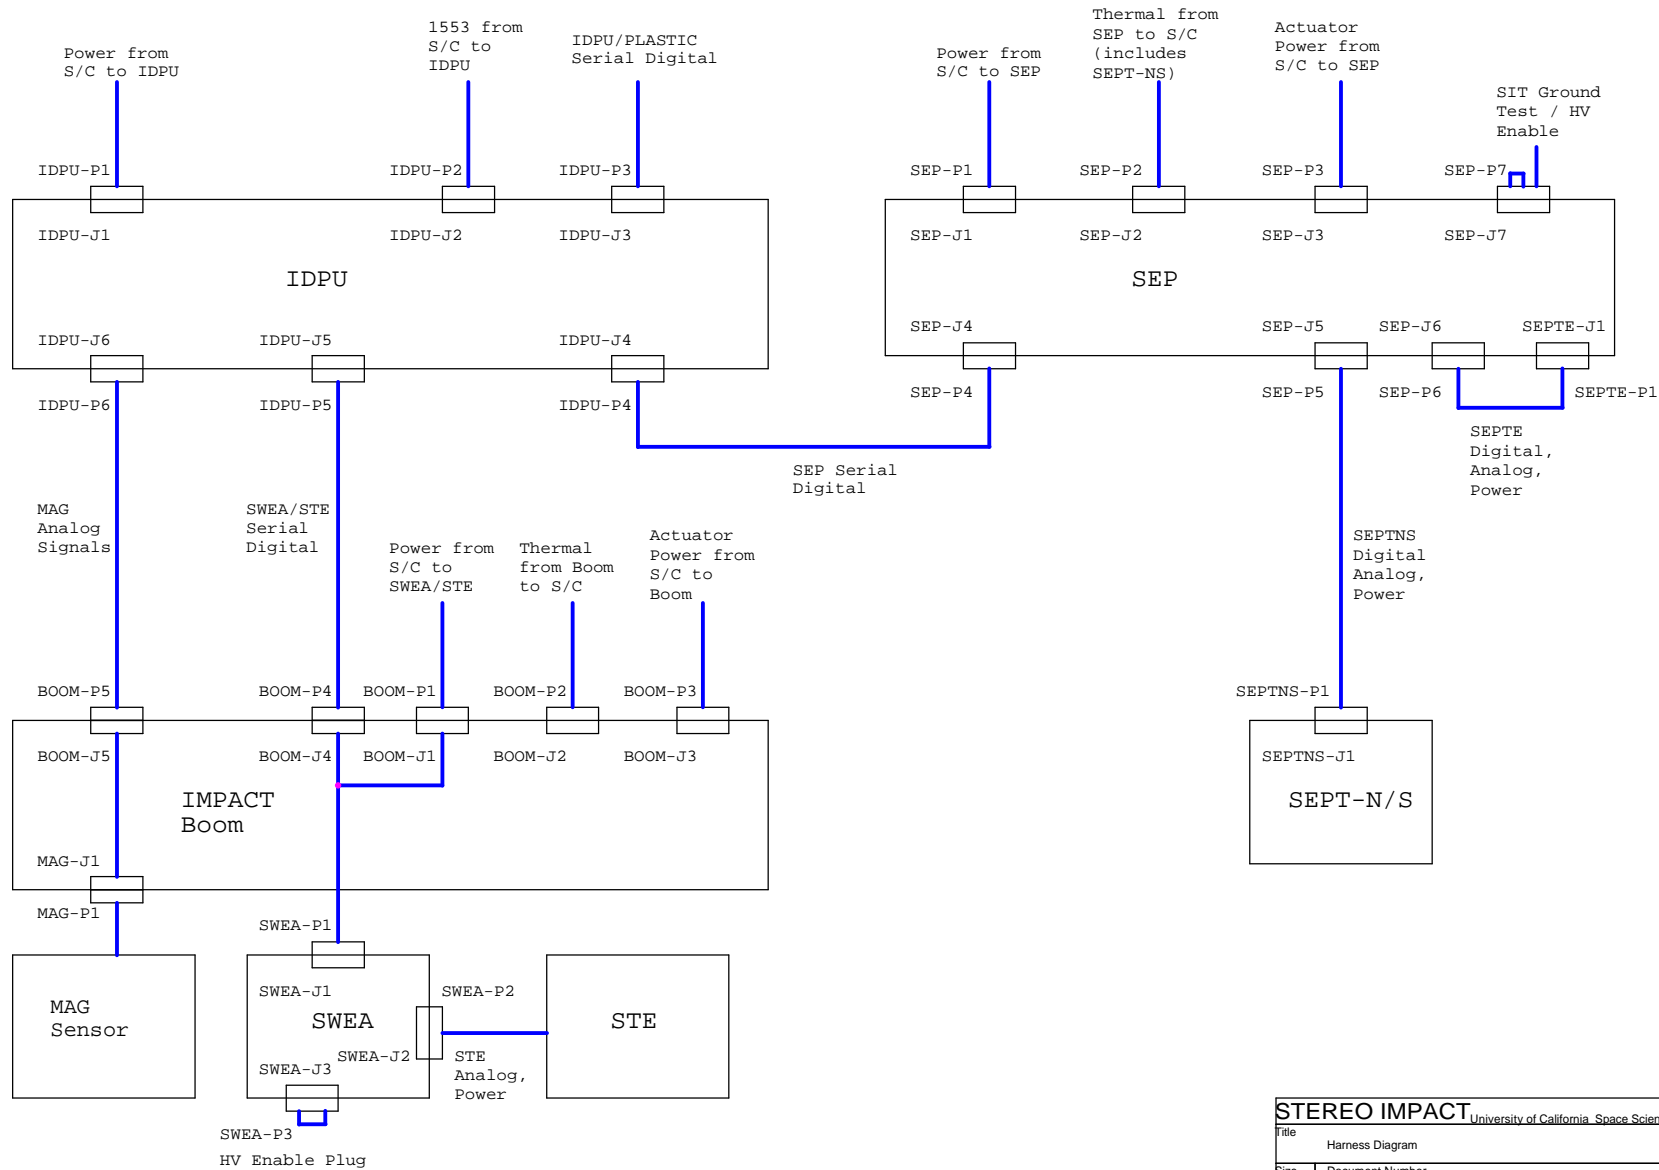 Power from
S/C to IDPU
1553 from
S/C to
IDPU
IDPU/PLASTIC
Serial Digital
Power from
S/C to SEP
Thermal from
SEP to S/C
(includes
SEPT-NS)
Actuator
Power from
S/C to SEP
SIT Ground
Test / HV
Enable
IDPU-P1
IDPU-P2
IDPU-P3
SEP-P1
SEP-P2
SEP-P3
SEP-P7
IDPU-J1
IDPU-J2
IDPU-J3
SEP-J1
SEP-J2
SEP-J3
SEP-J7
IDPU
SEP
IDPU-J6
IDPU-J5
IDPU-J4
SEP-J4
SEP-J5
SEP-J6
SEPTE-J1
IDPU-P6
IDPU-P5
IDPU-P4
SEP-P4
SEP-P5
SEP-P6
SEPTE-P1
SEP Serial
Digital
SEPTE
Digital,
Analog,
Power
MAG
Analog
Signals
SWEA/STE
Serial
Digital
Power from
S/C to
SWEA/STE
Thermal
from Boom
to S/C
Actuator
Power from
S/C to
Boom
SEPTNS
Digital
Analog,
Power
BOOM-P5
BOOM-P4
BOOM-P1
BOOM-P2
BOOM-P3
SEPTNS-P1
BOOM-J5
BOOM-J4
BOOM-J1
BOOM-J2
BOOM-J3
SEPTNS-J1
IMPACT
Boom
SEPT-N/S
MAG-J1
MAG-P1
SWEA-P1
SWEA-J1
SWEA-P2
MAG
Sensor
SWEA
STE
SWEA-J2
SWEA-J3
STE
Analog,
Power
SWEA-P3
HV Enable Plug
STEREO IMPACT
University of California Space Scien
Title
Harness Diagram
Size
Document Number